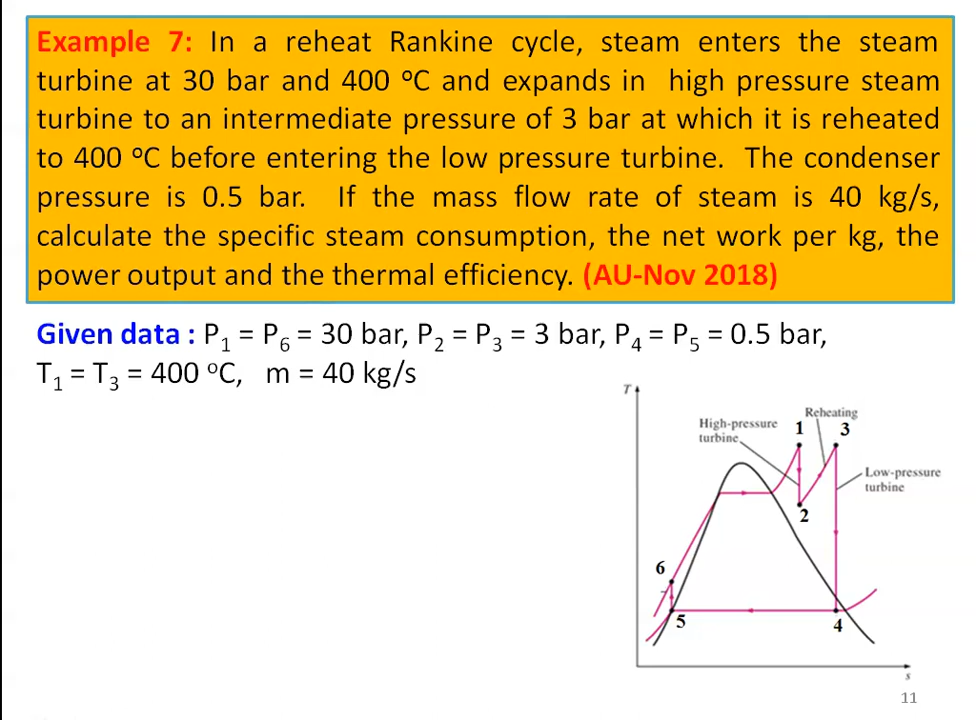 Example 7: In a reheat Rankine cycle, steam enters the steam
turbine at 30 bar and 400 ºC and expands in high pressure steam
turbine to an intermediate pressure of 3 bar at which it is reheated
to 400 ºC before entering the low pressure turbine. The condenser
pressure is 0.5 bar. If the mass flow rate of steam is 40 kg/s,
calculate the specific steam consumption, the net work per kg, the
power output and the thermal efficiency. (AU-Nov 2018)
Given data : P₁ = P₆ = 30 bar, P₂ = P₃ = 3 bar, P₄ = P₅ = 0.5 bar,
T₁ = T₃ = 400 ºC, m = 40 kg/s
T
Reheating
High-pressure
turbine
1
3
Low-pressure
turbine
2
6
5
4
s
11